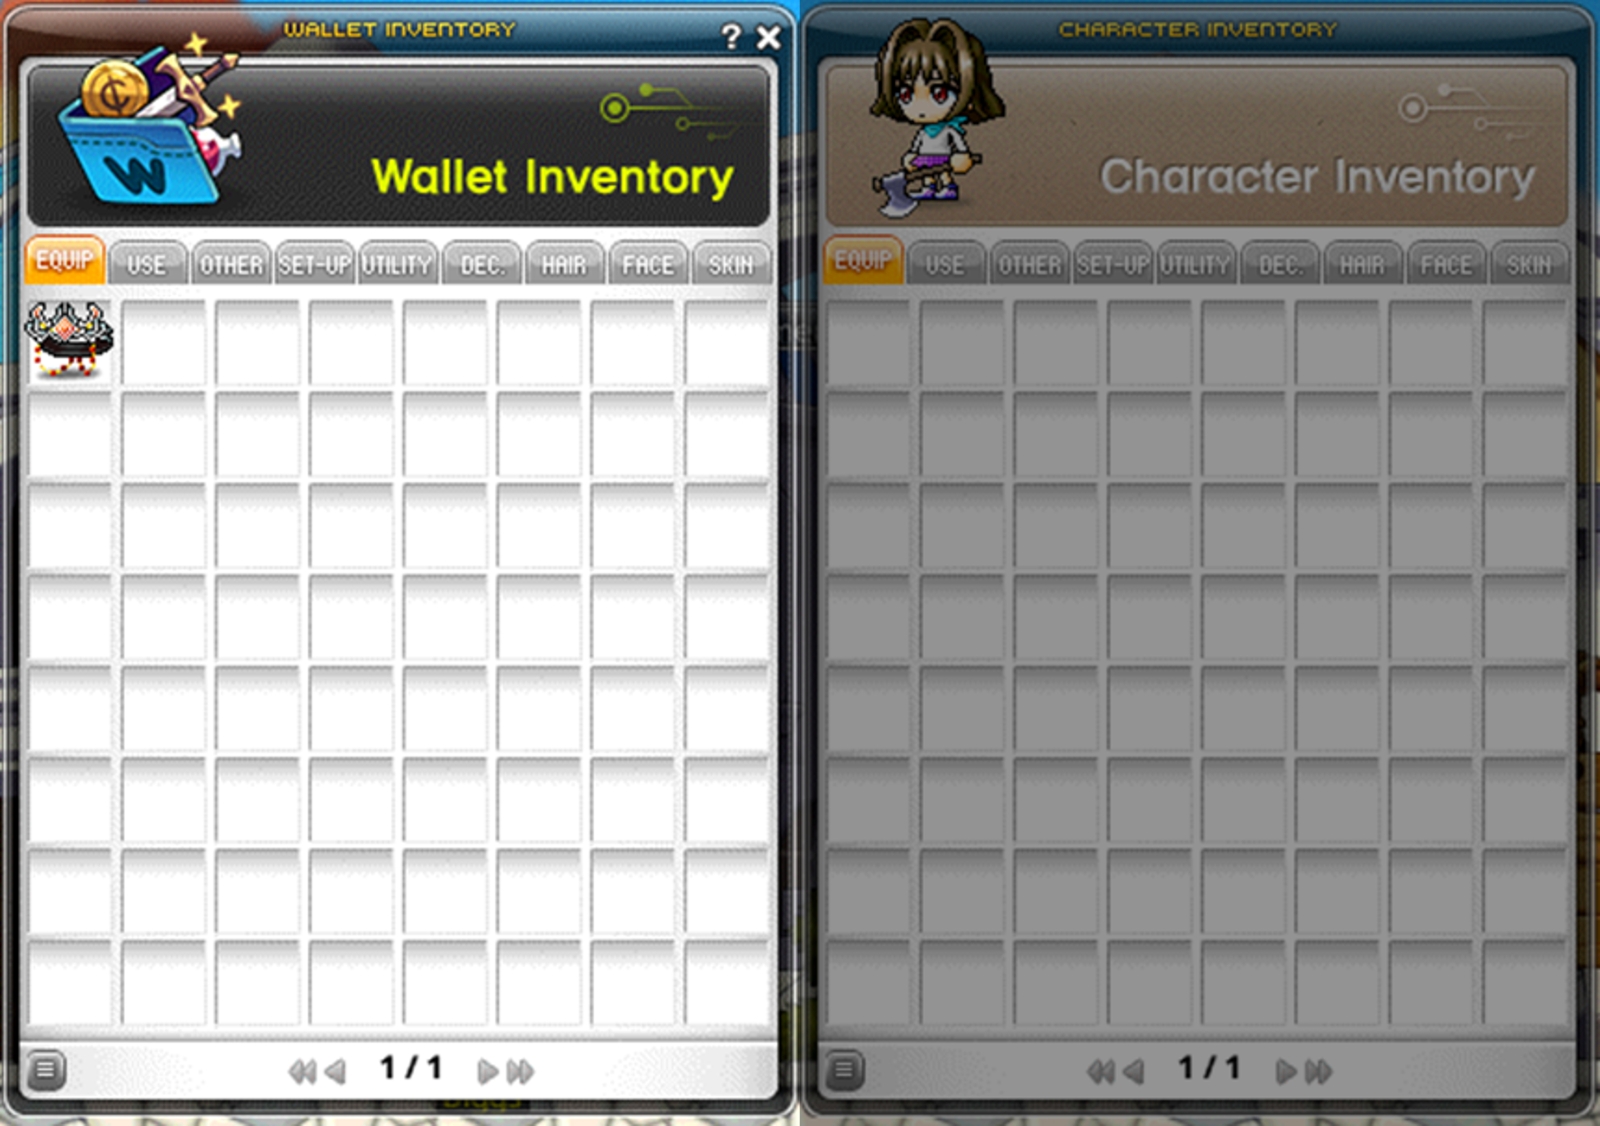 WALLET INVENTORY
? 
W
Wallet Inventory
EQUIP USE OTHER SET-UP UTILITY DEC. HAIR FACE SKIN
1 / 1
CHARACTER INVENTORY
Character Inventory
EQUIP USE OTHER SET-UP UTILITY DEC. HAIR FACE SKIN
1 / 1